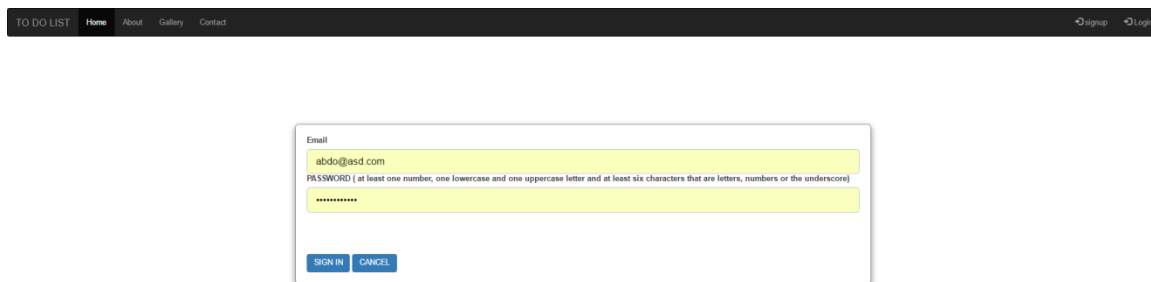 TO DO LIST Home About Gallery Contact signup Login
Email
abdo@asd.com
PASSWORD ( at least one number, one lowercase and one uppercase letter and at least six characters that are letters, numbers or the underscore)
••••••••••••
SIGN IN CANCEL